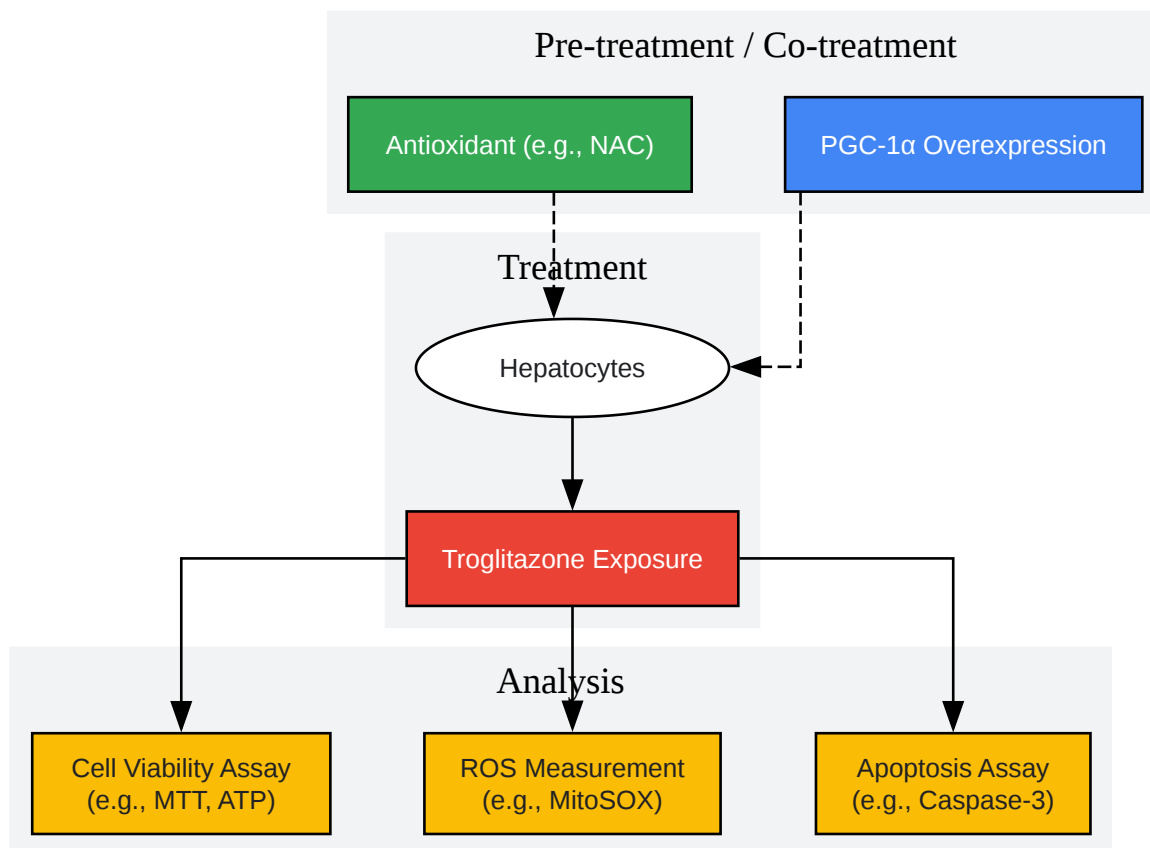 Pre-treatment / Co-treatment
Antioxidant (e.g., NAC)
PGC-1α Overexpression
Treatment
Hepatocytes
Troglitazone Exposure
Analysis
Cell Viability Assay
(e.g., MTT, ATP)
ROS Measurement
(e.g., MitoSOX)
Apoptosis Assay
(e.g., Caspase-3)